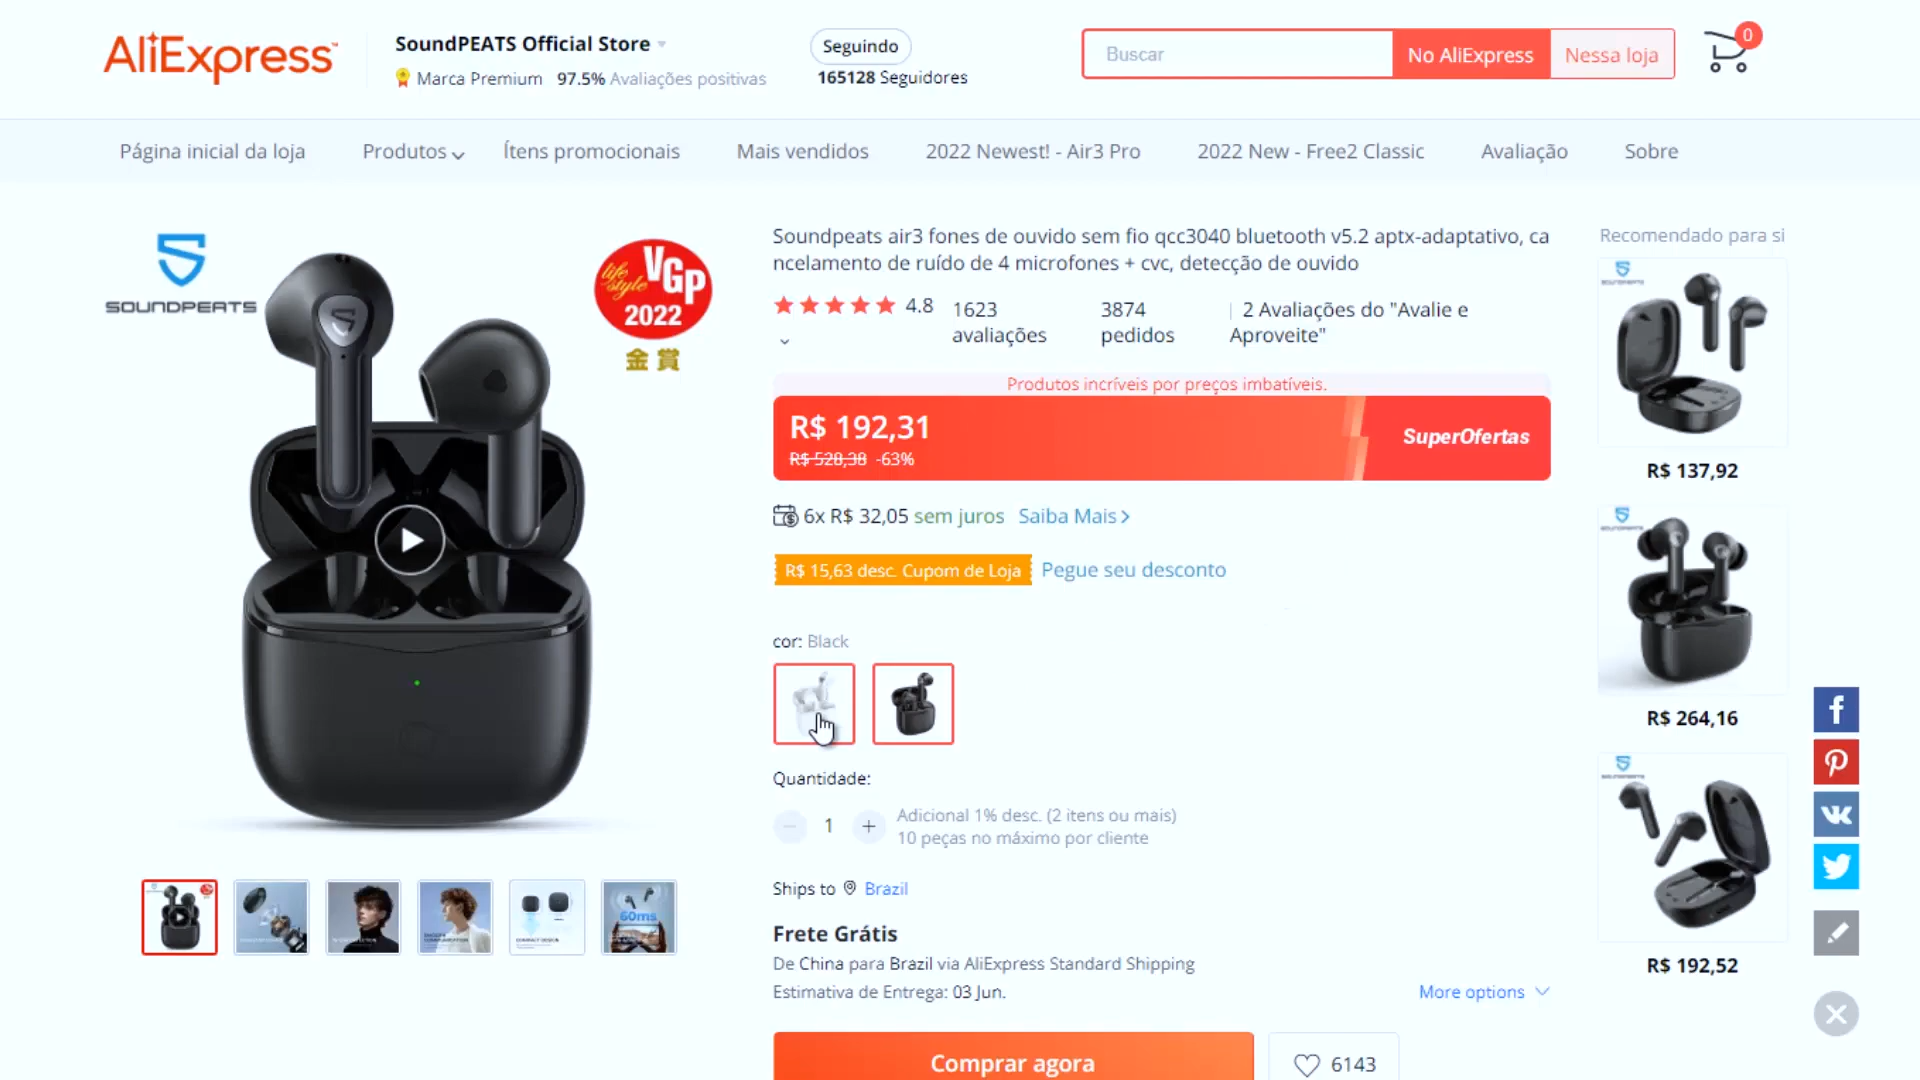 AliExpress™
SoundPEATS Official Store
Marca Premium 97.5% Avaliações positivas
Seguindo
165128 Seguidores
Buscar
No AliExpress
Nessa loja
0
Página inicial da loja
Produtos
Ítens promocionais
Mais vendidos
2022 Newest! - Air3 Pro
2022 New - Free2 Classic
Avaliação
Sobre
SOUNDPEATS
life style VGP
2022
金賞
Soundpeats air3 fones de ouvido sem fio qcc3040 bluetooth v5.2 aptx-adaptativo, ca
ncelamento de ruído de 4 microfones + cvc, detecção de ouvido
4.8
1623
avaliações
3874
pedidos
| 2 Avaliações do "Avalie e
Aproveite"
Produtos incríveis por preços imbatíveis.
R$ 192,31
R$ 528,38 -63%
SuperOfertas
6x R$ 32,05 sem juros Saiba Mais
R$ 15,63 desc. Cupom de Loja
Pegue seu desconto
cor: Black
Quantidade:
1
+
Adicional 1% desc. (2 itens ou mais)
10 peças no máximo por cliente
Ships to Brazil
Frete Grátis
De China para Brazil via AliExpress Standard Shipping
Estimativa de Entrega: 03 Jun.
More options
Comprar agora
6143
60ms
Recomendado para si
R$ 137,92
R$ 264,16
R$ 192,52